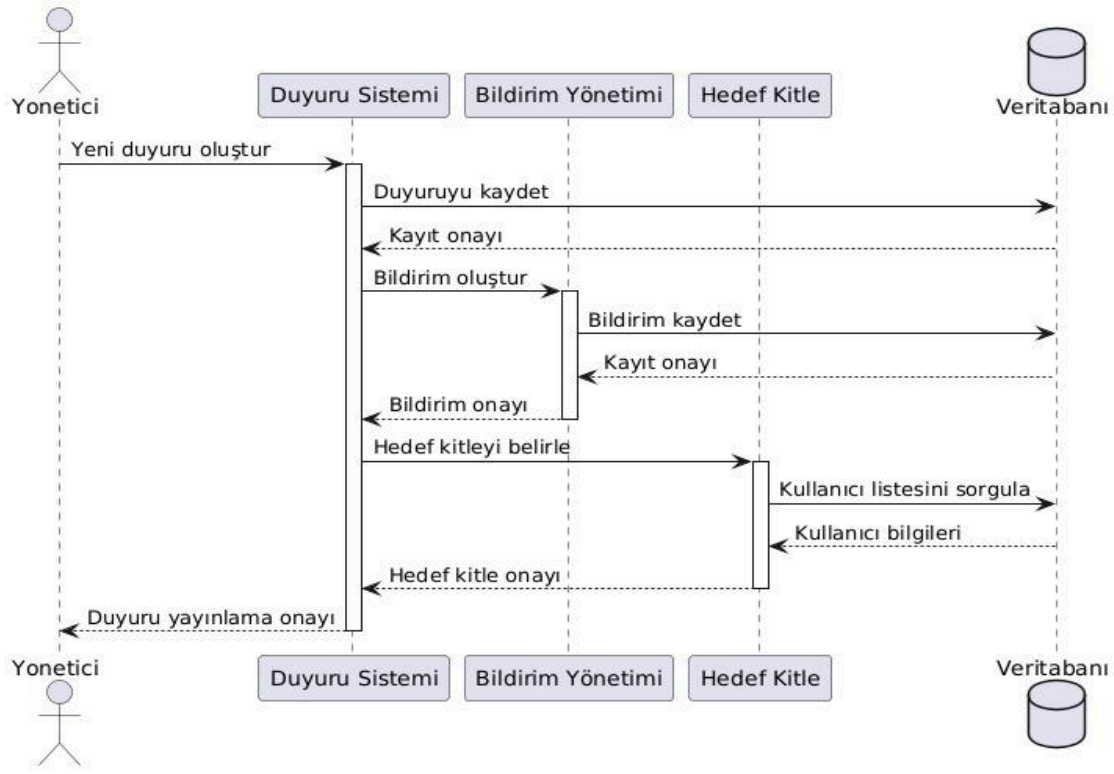 Yonetici
Duyuru Sistemi
Bildirim Yönetimi
Hedef Kitle
Veritabanı
Yeni duyuru oluştur
Duyuruyu kaydet
Kayıt onayı
Bildirim oluştur
Bildirim kaydet
Kayıt onayı
Bildirim onayı
Hedef kitleyi belirle
Kullanıcı listesini sorgula
Kullanıcı bilgileri
Hedef kitle onayı
Duyuru yayınlama onayı
Yonetici
Duyuru Sistemi
Bildirim Yönetimi
Hedef Kitle
Veritabanı